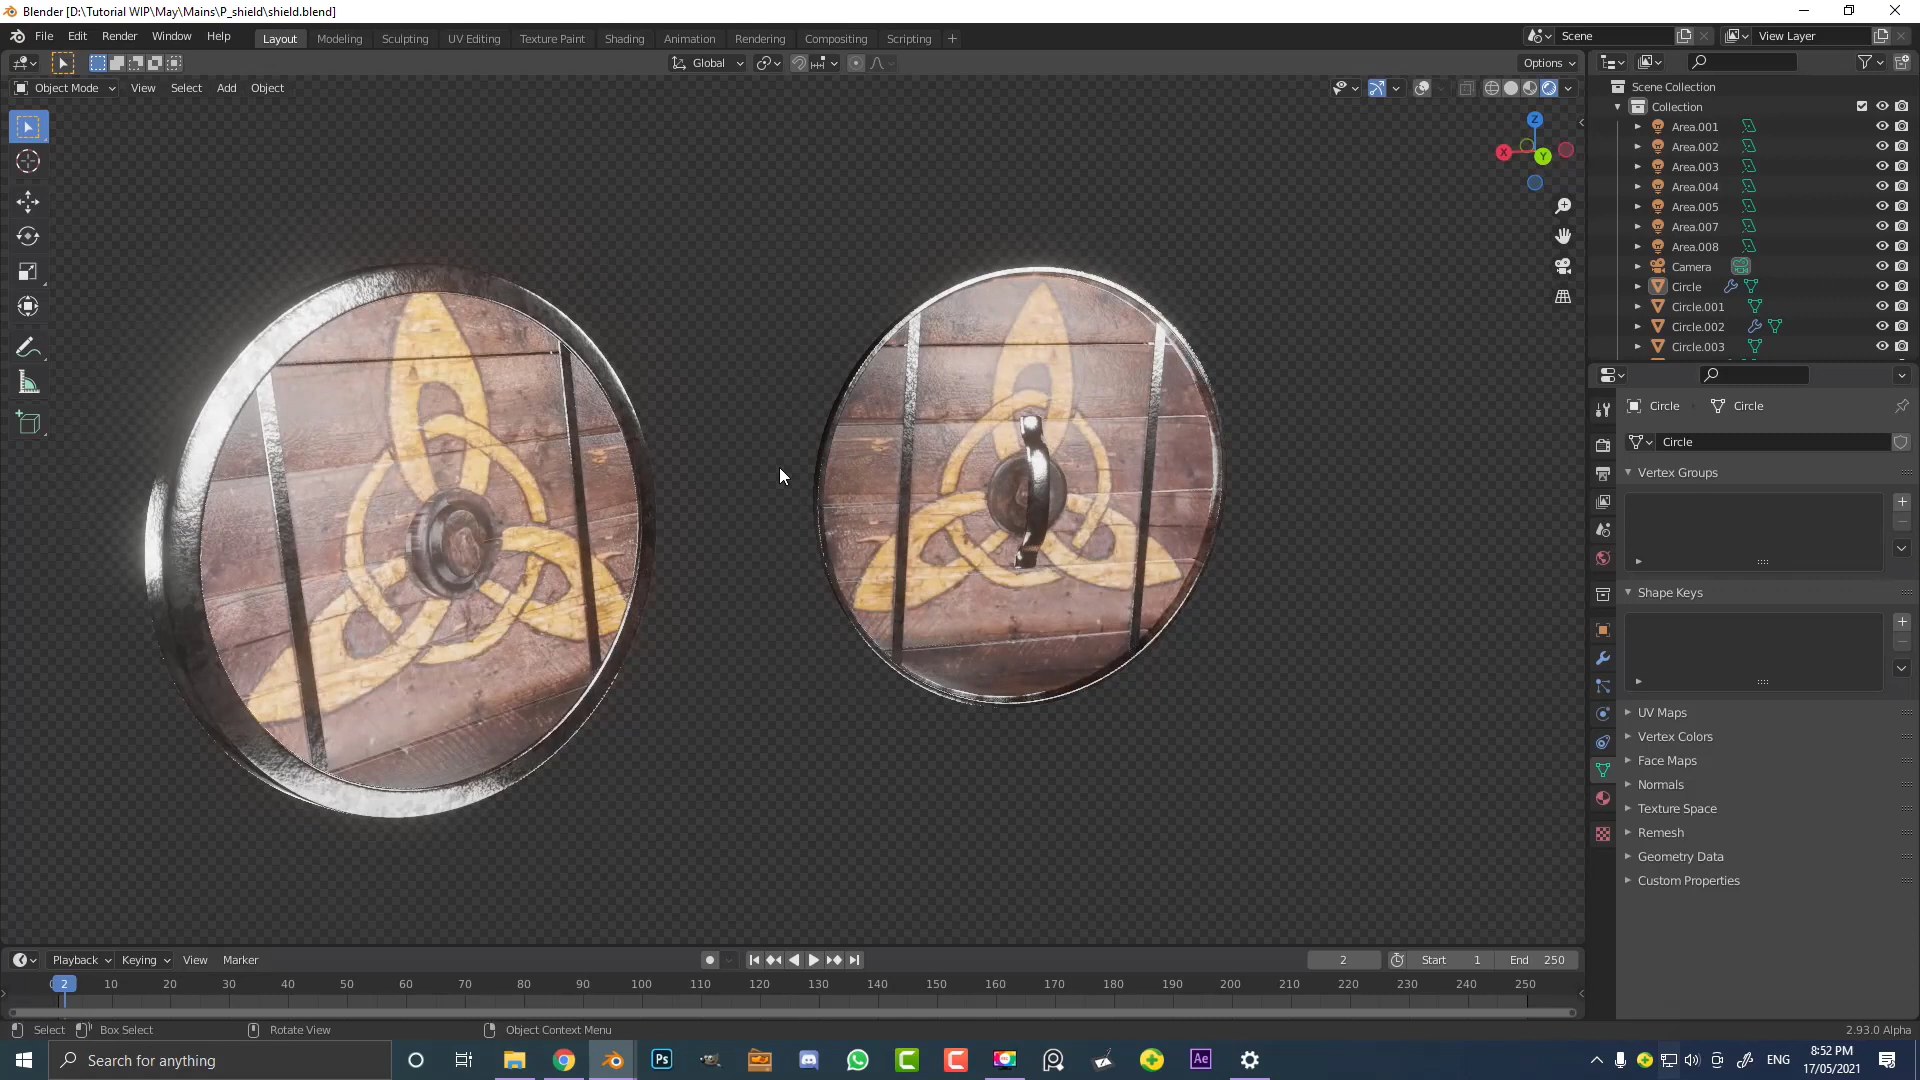 Blender [D:\Tutorial WIP\May\Mains\P_shield\shield.blend]
File Edit Render Window Help
Layout Modeling Sculpting UV Editing Texture Paint Shading Animation Rendering Compositing Scripting +
Scene
View Layer
Global
Options
Object Mode View Select Add Object
Z
X
Y
Scene Collection
Collection
Area.001
Area.002
Area.003
Area.004
Area.005
Area.007
Area.008
Camera
Circle
Circle.001
Circle.002
Circle.003
Circle Circle
Circle
Vertex Groups
Shape Keys
UV Maps
Vertex Colors
Face Maps
Normals
Texture Space
Remesh
Geometry Data
Custom Properties
Playback Keying View Marker
2 Start 1 End 250
2 10 20 30 40 50 60 70 80 90 100 110 120 130 140 150 160 170 180 190 200 210 220 230 240 250
Select Box Select Rotate View Object Context Menu
2.93.0 Alpha
Search for anything
Ps
Ae
ENG
8:52 PM
17/05/2021